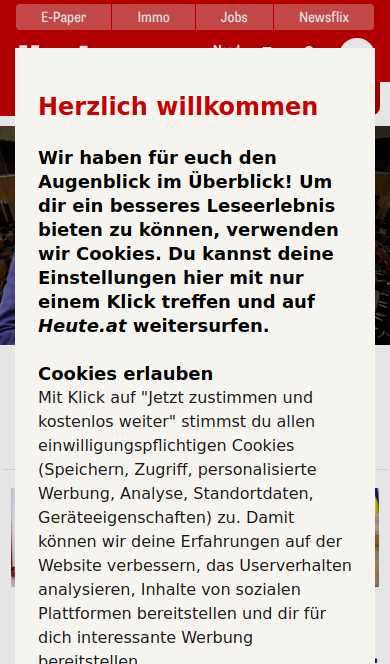 E-Paper
Immo
Jobs
Newsflix
Herzlich willkommen
Wir haben für euch den
Augenblick im Überblick! Um
dir ein besseres Leseerlebnis
bieten zu können, verwenden
wir Cookies. Du kannst deine
Einstellungen hier mit nur
einem Klick treffen und auf
Heute.at weitersurfen.
Cookies erlauben
Mit Klick auf "Jetzt zustimmen und
kostenlos weiter" stimmst du allen
einwilligungspflichtigen Cookies
(Speichern, Zugriff, personalisierte
Werbung, Analyse, Standortdaten,
Geräteeigenschaften) zu. Damit
können wir deine Erfahrungen auf der
Website verbessern, das Userverhalten
analysieren, Inhalte von sozialen
Plattformen bereitstellen und dir für
dich interessante Werbung
bereitstellen